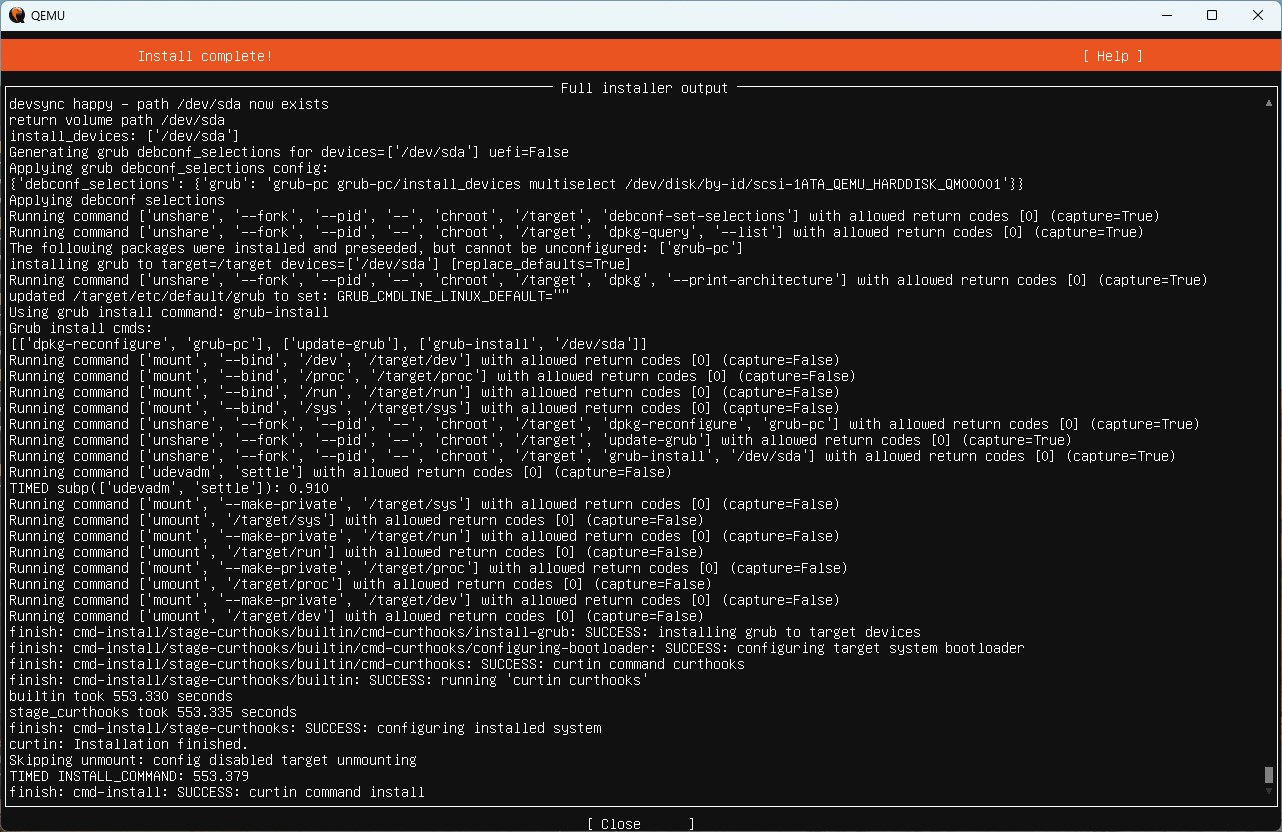 QEMU
Install complete! [ Help ]
Full installer output
devsync happy - path /dev/sda now exists
return volume path /dev/sda
install_devices: ['/dev/sda']
Generating grub debconf_selections for devices=['/dev/sda'] uefi=False
Applying grub debconf_selections config:
{'debconf_selections': {'grub': 'grub-pc grub-pc/install_devices multiselect /dev/disk/by-id/scsi-1ATA_QEMU_HARDDISK_QM00001'}}
Applying debconf selections
Running command ['unshare', '--fork', '--pid', '--', 'chroot', '/target', 'debconf-set-selections'] with allowed return codes [0] (capture=True)
Running command ['unshare', '--fork', '--pid', '--', 'chroot', '/target', 'dpkg-query', '--list'] with allowed return codes [0] (capture=True)
The following packages were installed and preseeded, but cannot be unconfigured: ['grub-pc']
installing grub to target=/target devices=['/dev/sda'] [replace_defaults=True]
Running command ['unshare', '--fork', '--pid', '--', 'chroot', '/target', 'dpkg', '--print-architecture'] with allowed return codes [0] (capture=True)
updated /target/etc/default/grub to set: GRUB_CMDLINE_LINUX_DEFAULT=""
Using grub install command: grub-install
Grub install cmds:
[['dpkg-reconfigure', 'grub-pc'], ['update-grub'], ['grub-install', '/dev/sda']]
Running command ['mount', '--bind', '/dev', '/target/dev'] with allowed return codes [0] (capture=False)
Running command ['mount', '--bind', '/proc', '/target/proc'] with allowed return codes [0] (capture=False)
Running command ['mount', '--bind', '/run', '/target/run'] with allowed return codes [0] (capture=False)
Running command ['mount', '--bind', '/sys', '/target/sys'] with allowed return codes [0] (capture=False)
Running command ['unshare', '--fork', '--pid', '--', 'chroot', '/target', 'dpkg-reconfigure', 'grub-pc'] with allowed return codes [0] (capture=True)
Running command ['unshare', '--fork', '--pid', '--', 'chroot', '/target', 'update-grub'] with allowed return codes [0] (capture=True)
Running command ['unshare', '--fork', '--pid', '--', 'chroot', '/target', 'grub-install', '/dev/sda'] with allowed return codes [0] (capture=True)
Running command ['udevadm', 'settle'] with allowed return codes [0] (capture=False)
TIMED subp(['udevadm', 'settle']): 0.910
Running command ['mount', '--make-private', '/target/sys'] with allowed return codes [0] (capture=False)
Running command ['umount', '/target/sys'] with allowed return codes [0] (capture=False)
Running command ['mount', '--make-private', '/target/run'] with allowed return codes [0] (capture=False)
Running command ['umount', '/target/run'] with allowed return codes [0] (capture=False)
Running command ['mount', '--make-private', '/target/proc'] with allowed return codes [0] (capture=False)
Running command ['umount', '/target/proc'] with allowed return codes [0] (capture=False)
Running command ['mount', '--make-private', '/target/dev'] with allowed return codes [0] (capture=False)
Running command ['umount', '/target/dev'] with allowed return codes [0] (capture=False)
finish: cmd-install/stage-curthooks/builtin/cmd-curthooks/install-grub: SUCCESS: installing grub to target devices
finish: cmd-install/stage-curthooks/builtin/cmd-curthooks/configuring-bootloader: SUCCESS: configuring target system bootloader
finish: cmd-install/stage-curthooks/builtin/cmd-curthooks: SUCCESS: curtin command curthooks
finish: cmd-install/stage-curthooks/builtin: SUCCESS: running 'curtin curthooks'
builtin took 553.330 seconds
stage_curthooks took 553.335 seconds
finish: cmd-install/stage-curthooks: SUCCESS: configuring installed system
curtin: Installation finished.
Skipping unmount: config disabled target unmounting
TIMED INSTALL_COMMAND: 553.379
finish: cmd-install: SUCCESS: curtin command install
[ Close ]